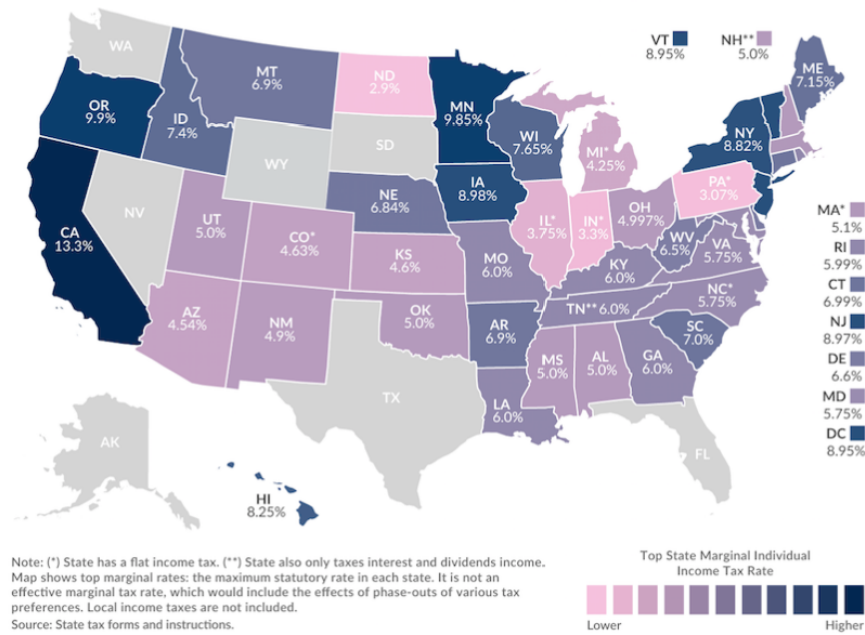 WA
VT
8.95%
NH**
5.0%
ME
7.15%
MT
6.9%
ND
2.9%
MN
9.85%
OR
9.9%
ID
7.4%
WI
7.65%
NY
8.82%
SD
MI*
4.25%
WY
IA
8.98%
PA*
3.07%
NE
6.84%
NV
IL*
3.75%
IN*
3.3%
OH
4.997%
MA*
5.1%
UT
5.0%
CO*
4.63%
CA
13.3%
KS
4.6%
MO
6.0%
WV
6.5%
VA
5.75%
KY
6.0%
RI
5.99%
CT
6.99%
NC*
5.75%
TN** 6.0%
AZ
4.54%
NM
4.9%
OK
5.0%
AR
6.9%
SC
7.0%
NJ
8.97%
DE
6.6%
MS
5.0%
AL
5.0%
GA
6.0%
MD
5.75%
TX
LA
6.0%
DC
8.95%
AK
FL
HI
8.25%
Note: (*) State has a flat income tax. (**) State also only taxes interest and dividends income.
Map shows top marginal rates: the maximum statutory rate in each state. It is not an
effective marginal tax rate, which would include the effects of phase-outs of various tax
preferences. Local income taxes are not included.
Source: State tax forms and instructions.
Top State Marginal Individual
Income Tax Rate
Lower
Higher